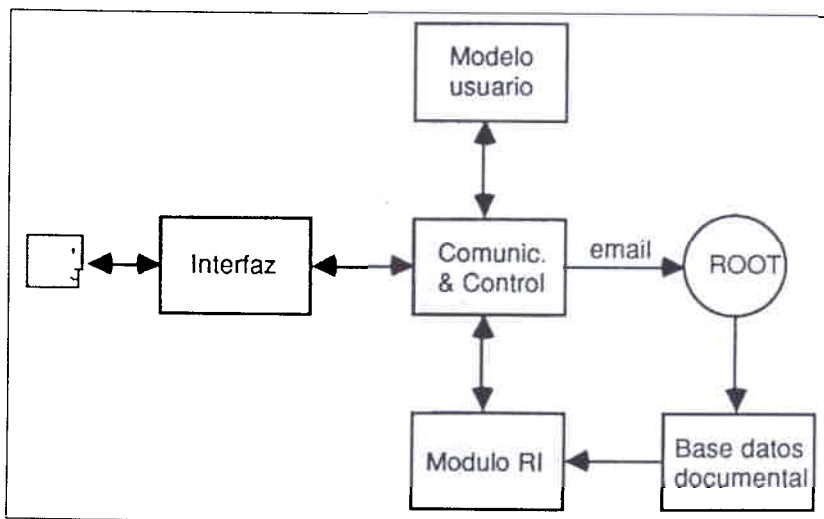 Modelo
usuario
Interfaz
Comunic.
& Control
email
ROOT
Modulo RI
Base datos
documental